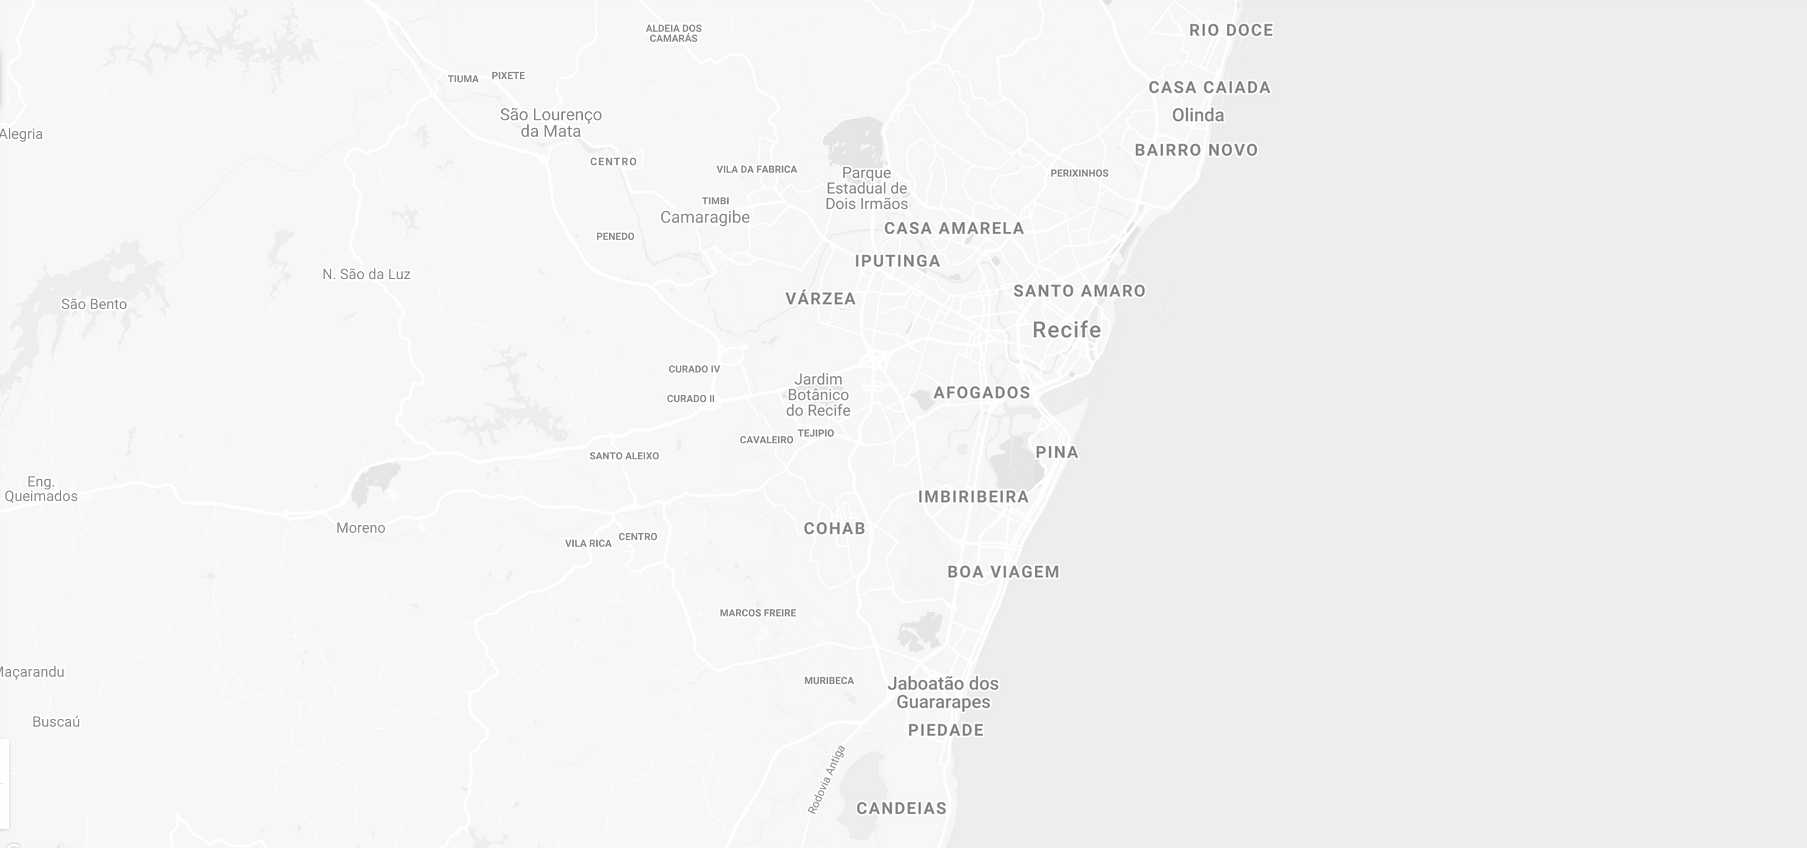 RIO DOCE
ALDEIA DOS
CAMARÁS
TIUMA
PIXETE
CASA CAIADA
São Lourenço
da Mata
Olinda
Alegria
BAIRRO NOVO
CENTRO
VILA DA FABRICA
Parque
Estadual de
Dois Irmãos
PERIXINHOS
TIMBI
Camaragibe
CASA AMARELA
PENEDO
IPUTINGA
N. São da Luz
SANTO AMARO
VÁRZEA
São Bento
Recife
CURADO IV
Jardim
Botânico
do Recife
AFOGADOS
CURADO II
TEJIPIO
CAVALEIRO
PINA
SANTO ALEIXO
Eng.
Queimados
IMBIRIBEIRA
Moreno
COHAB
CENTRO
VILA RICA
BOA VIAGEM
MARCOS FREIRE
Maçarandu
MURIBECA
Jaboatão dos
Guararapes
Buscaú
PIEDADE
Rodovia Antiga
CANDEIAS